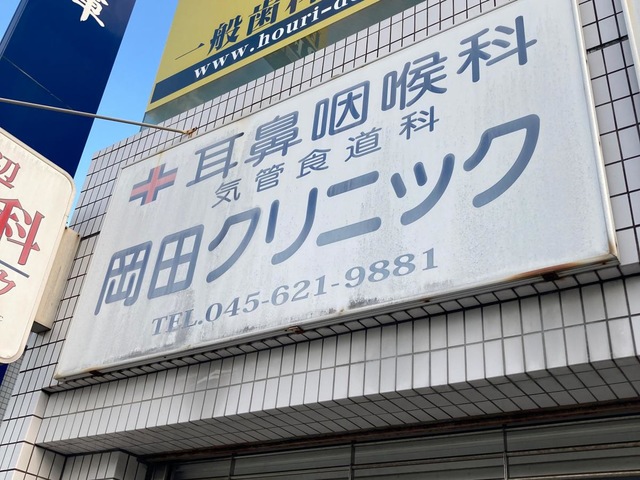 一般歯科
www.houri-d
耳鼻咽喉科
気管食道科
岡田クリニック
TEL.045-621-9881
科